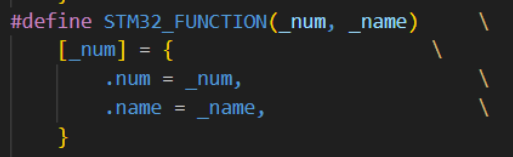 #define STM32_FUNCTION(_num, _name) \
[_num] = { \
.num = _num, \
.name = _name, \
}